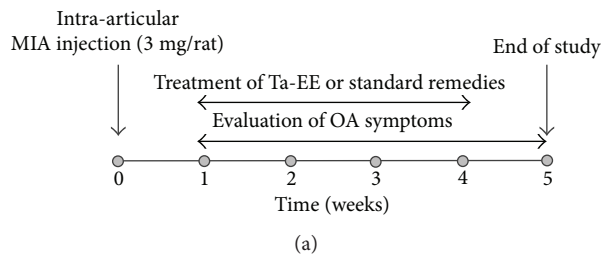 Intra-articular
MIA injection (3 mg/rat)
End of study
Treatment of Ta-EE or standard remedies
Evaluation of OA symptoms
0 1 2 3 4 5
Time (weeks)
(a)